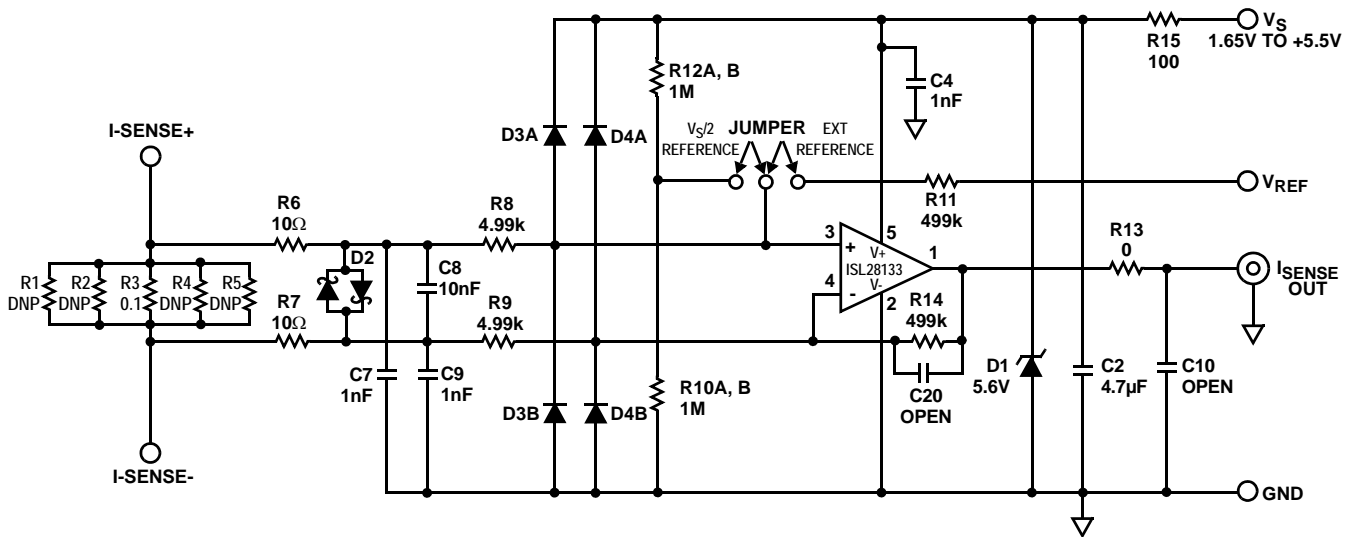 I-SENSE+
R1
DNP
R2
DNP
R3
0.1
R4
DNP
R5
DNP
I-SENSE-
R6
10Ω
R7
10Ω
D2
C7
1nF
C8
10nF
C9
1nF
R8
4.99k
R9
4.99k
D3A
D4A
D3B
D4B
R12A, B
1M
R10A, B
1M
VS/2
REFERENCE
JUMPER
EXT
REFERENCE
C4
1nF
R11
499k
3
+
4
-
5
V+
ISL28133
V-
2
1
R14
499k
C20
OPEN
D1
5.6V
C2
4.7µF
R13
0
C10
OPEN
R15
100
VS
1.65V TO +5.5V
VREF
ISENSE
OUT
GND